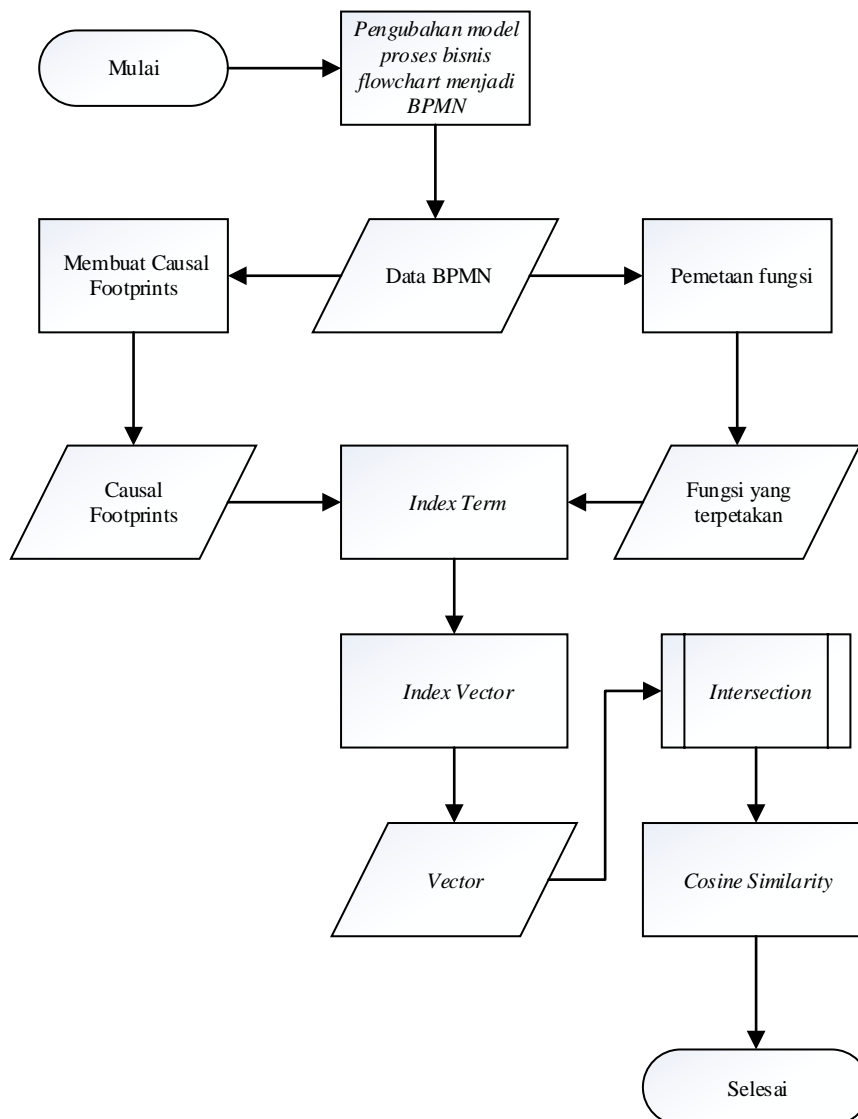 Mulai
Pengubahan model
proses bisnis
flowchart menjadi
BPMN
Membuat Causal
Footprints
Data BPMN
Pemetaan fungsi
Causal
Footprints
Index Term
Fungsi yang
terpetakan
Index Vector
Intersection
Vector
Cosine Similarity
Selesai